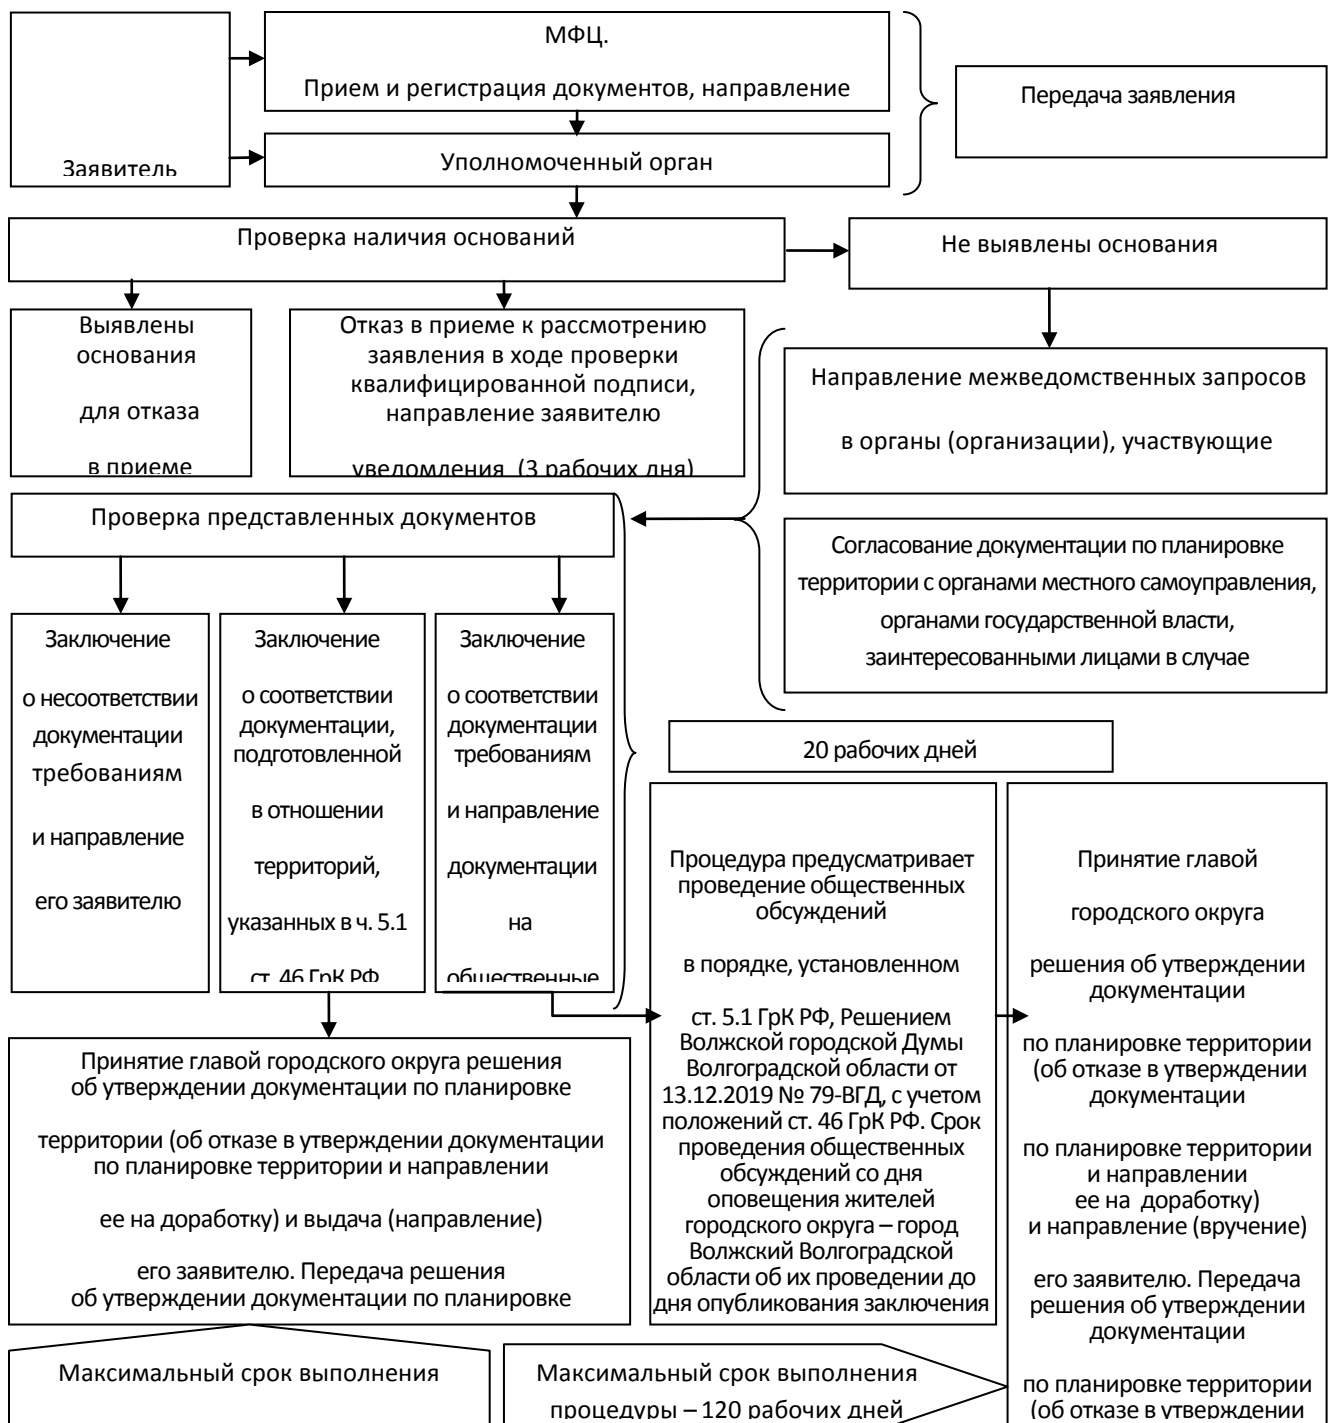 МФЦ.
Прием и регистрация документов, направление
Передача заявления
Заявитель
Уполномоченный орган
Проверка наличия оснований
Не выявлены основания
Выявлены
основания
для отказа
в приеме
Отказ в приеме к рассмотрению
заявления в ходе проверки
квалифицированной подписи,
направление заявителю
уведомления (3 рабочих дня)
Направление межведомственных запросов
в органы (организации), участвующие
Проверка представленных документов
Согласование документации по планировке
территории с органами местного самоуправления,
органами государственной власти,
заинтересованными лицами в случае
Заключение
о несоответствии
документации
требованиям
и направление
его заявителю
Заключение
о соответствии
документации,
подготовленной
в отношении
территорий,
указанных в ч. 5.1
ст. 46 ГрК РФ
Заключение
о соответствии
документации
требованиям
и направление
документации
на
общественные
20 рабочих дней
Процедура предусматривает
проведение общественных
обсуждений
в порядке, установленном
ст. 5.1 ГрК РФ, Решением
Волжской городской Думы
Волгоградской области от
13.12.2019 № 79-ВГД, с учетом
положений ст. 46 ГрК РФ. Срок
проведения общественных
обсуждений со дня
оповещения жителей
городского округа – город
Волжский Волгоградской
области об их проведении до
дня опубликования заключения
Принятие главой
городского округа
решения об утверждении
документации
по планировке территории
(об отказе в утверждении
документации
по планировке территории
и направлении
ее на доработку)
и направление (вручение)
его заявителю. Передача
решения об утверждении
документации
по планировке территории
(об отказе в утверждении
Принятие главой городского округа решения
об утверждении документации по планировке
территории (об отказе в утверждении документации
по планировке территории и направлении
ее на доработку) и выдача (направление)
его заявителю. Передача решения
об утверждении документации по планировке
Максимальный срок выполнения
Максимальный срок выполнения
процедуры – 120 рабочих дней